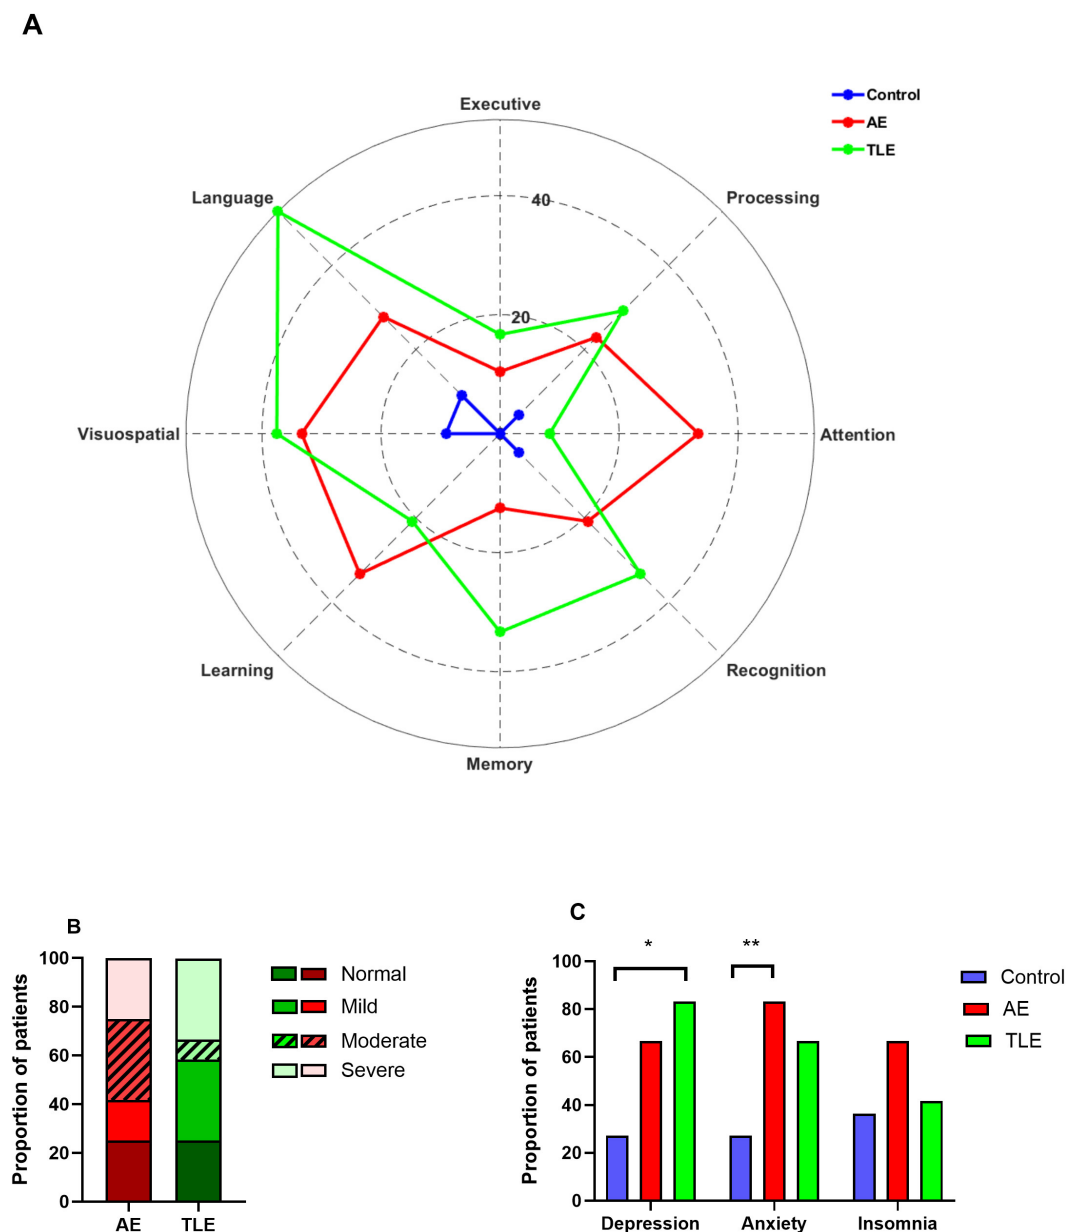 A
Executive
Control
AE
TLE
Language
Processing
40
20
Visuospatial
Attention
Learning
Recognition
Memory
B
Proportion of patients
100
80
60
40
20
0
AE
TLE
Normal
Mild
Moderate
Severe
C
Proportion of patients
100
80
60
40
20
0
*
**
Depression
Anxiety
Insomnia
Control
AE
TLE